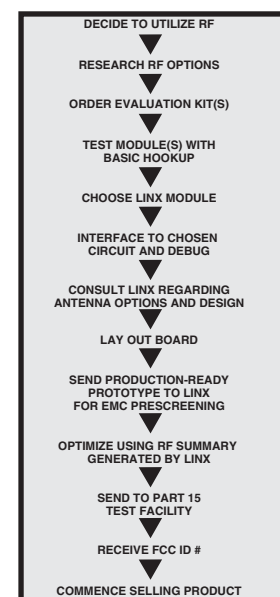 DECIDE TO UTILIZE RF
RESEARCH RF OPTIONS
ORDER EVALUATION KIT(S)
TEST MODULE(S) WITH
BASIC HOOKUP
CHOOSE LINX MODULE
INTERFACE TO CHOSEN
CIRCUIT AND DEBUG
CONSULT LINX REGARDING
ANTENNA OPTIONS AND DESIGN
LAY OUT BOARD
SEND PRODUCTION-READY
PROTOTYPE TO LINX
FOR EMC PRESCREENING
OPTIMIZE USING RF SUMMARY
GENERATED BY LINX
SEND TO PART 15
TEST FACILITY
RECEIVE FCC ID #
COMMENCE SELLING PRODUCT